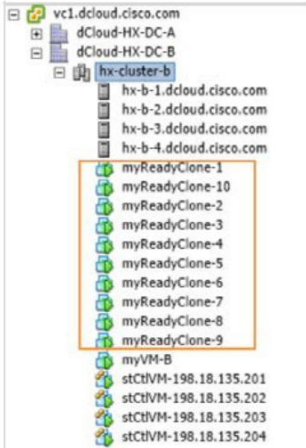 vc1.dcloud.cisco.com
dCloud-HX-DC-A
dCloud-HX-DC-B
hx-cluster-b
hx-b-1.dcloud.cisco.com
hx-b-2.dcloud.cisco.com
hx-b-3.dcloud.cisco.com
hx-b-4.dcloud.cisco.com
myReadyClone-1
myReadyClone-10
myReadyClone-2
myReadyClone-3
myReadyClone-4
myReadyClone-5
myReadyClone-6
myReadyClone-7
myReadyClone-8
myReadyClone-9
myVM-B
stCtlVM-198.18.135.201
stCtlVM-198.18.135.202
stCtlVM-198.18.135.203
stCtlVM-198.18.135.204